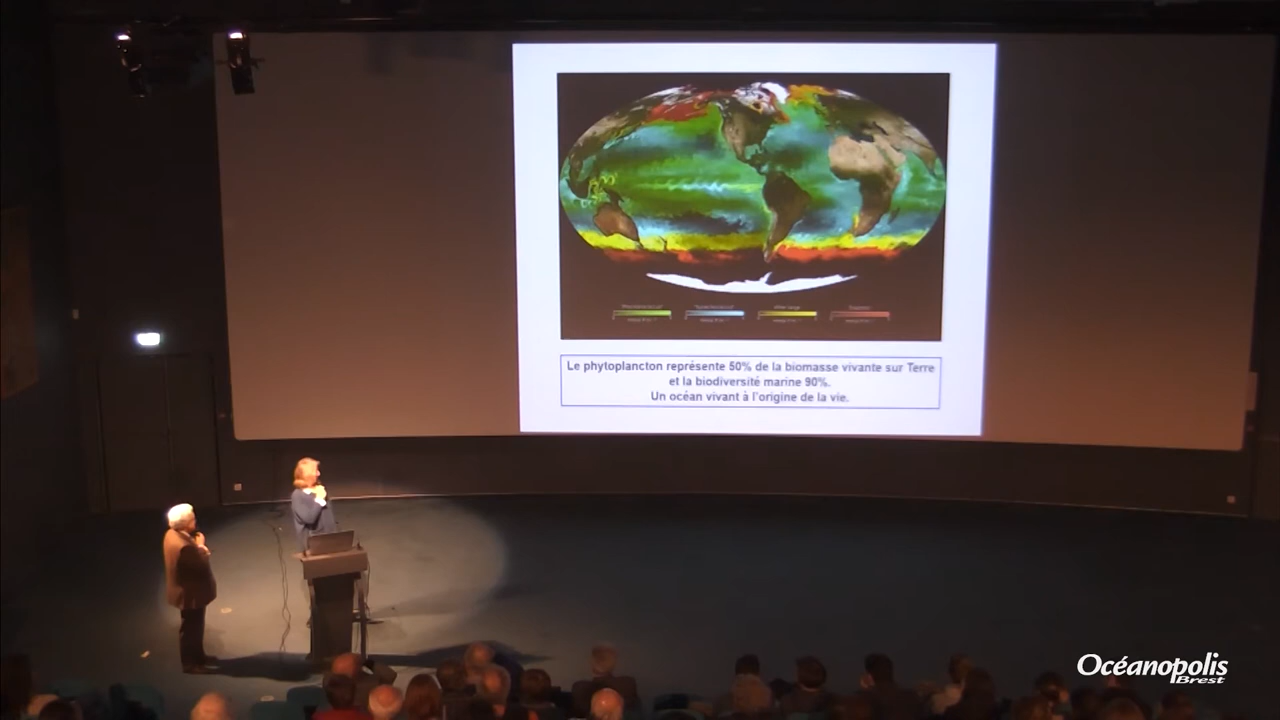 Le phytoplancton représente 50% de la biomasse vivante sur Terre
et la biodiversité marine 90%.
Un océan vivant à l'origine de la vie.
Océanopolis
Brest